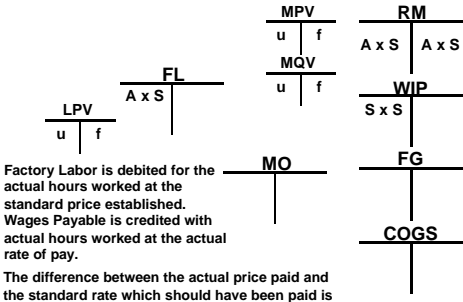 MPV
u f
RM
A x S A x S
MQV
u f
FL
A x S
WIP
S x S
LPV
u f
MO
FG
Factory Labor is debited for the
actual hours worked at the
standard price established.
Wages Payable is credited with
actual hours worked at the actual
rate of pay.
COGS
The difference between the actual price paid and
the standard rate which should have been paid is